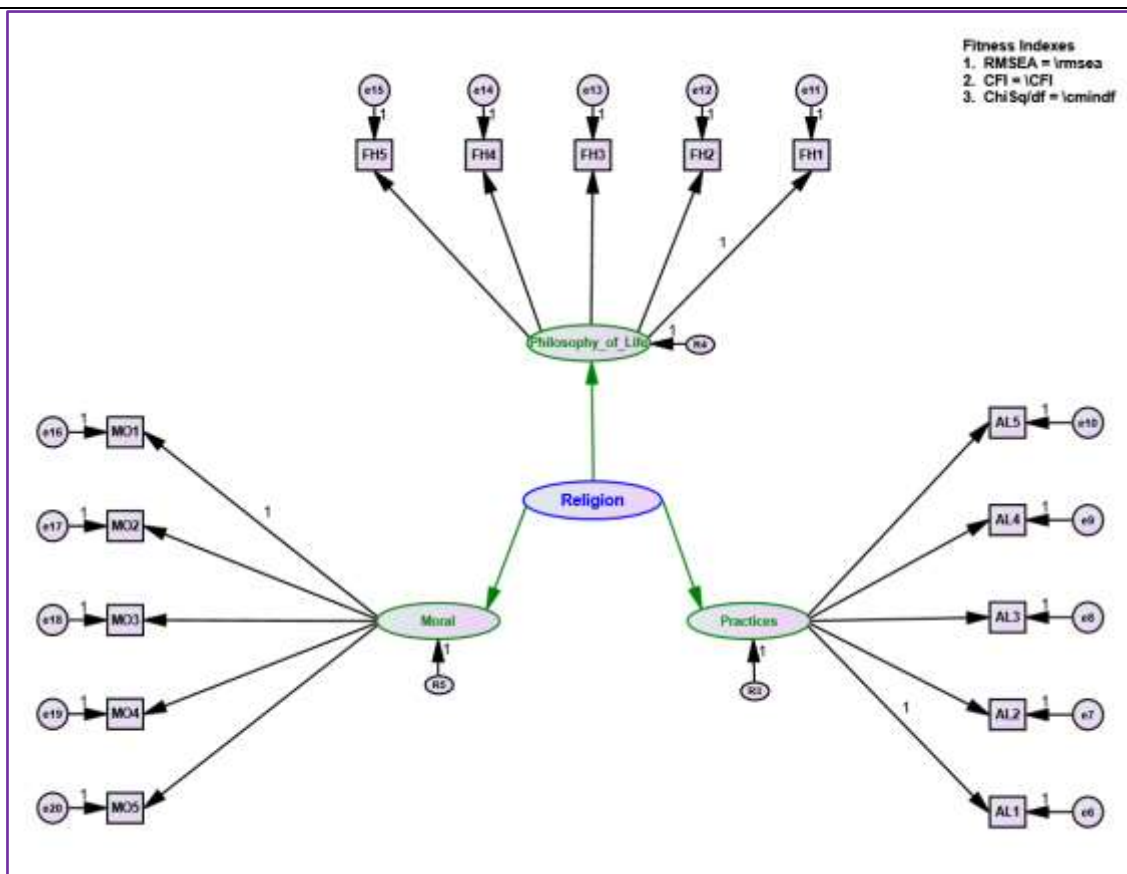 Fitness Indexes
1. RMSEA = \rmsea
2. CFI = \CFI
3. ChiSq/df = \cmindf
e15 e14 e13 e12 e11
1 1 1 1 1
FH5 FH4 FH3 FH2 FH1
1
Philosophy_of_Life 1 R4
e16 1 MO1
1
e17 1 MO2
e18 1 MO3
e19 1 MO4
e20 1 MO5
Religion
Moral
1
R5
Practices
1
R3
AL5 1 e10
AL4 1 e9
AL3 1 e8
AL2 1 e7
1
AL1 1 e6